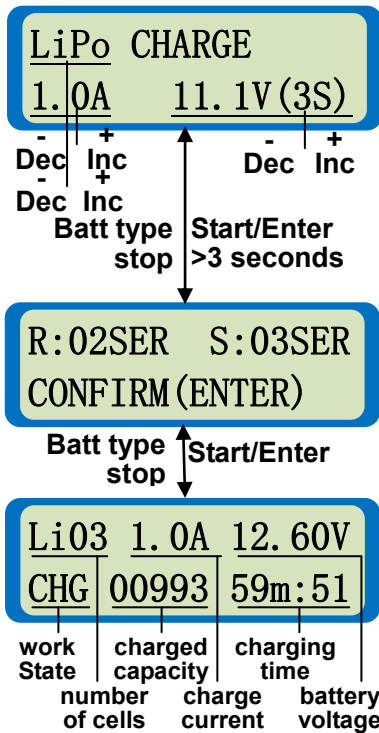 LiPo CHARGE
1.0A 11.1V(3S)
- + - +
Dec Inc Dec Inc
- +
Dec Inc
Batt type Start/Enter
stop >3 seconds
R:02SER S:03SER
CONFIRM(ENTER)
Batt type Start/Enter
stop
Li03 1.0A 12.60V
CHG 00993 59m:51
work charged charging
State capacity time
number charge battery
of cells current voltage